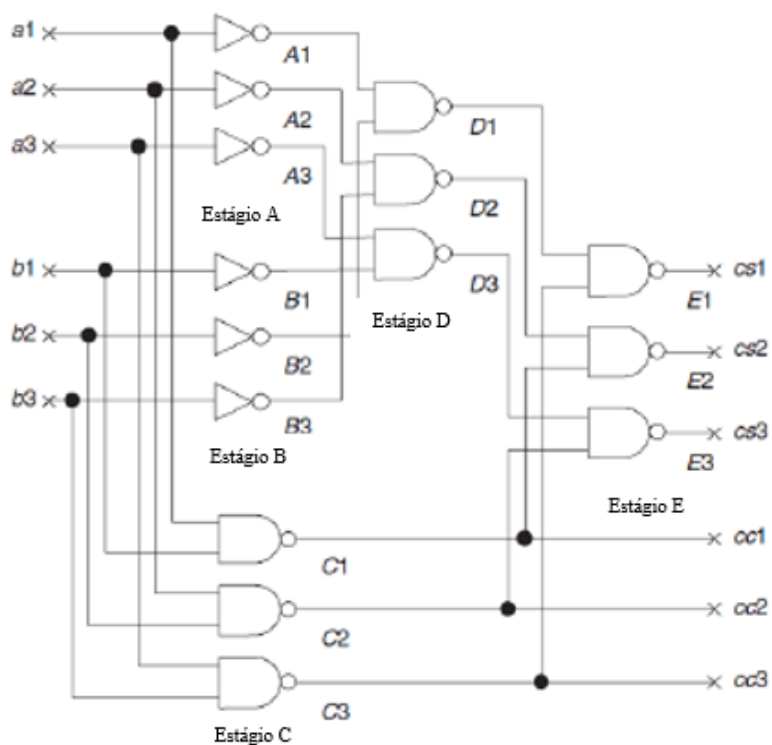 a1
A1
a2
A2
D1
a3
A3
D2
Estágio A
D3
cs1
b1
B1
E1
Estágio D
b2
B2
cs2
E2
b3
B3
cs3
Estágio B
E3
Estágio E
C1
cc1
C2
cc2
C3
cc3
Estágio C